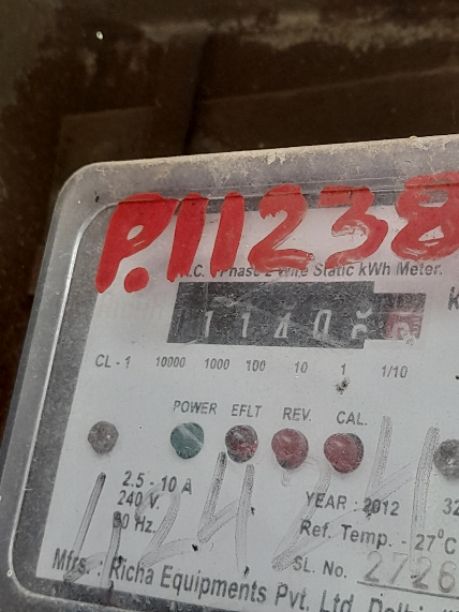 P.11238
A.C. 1 Phase 2 Wire Static kWh Meter.
CL - 1 10000 1000 100 10 1 1/10
POWER EFLT REV. CAL.
2.5 - 10 A
240 V.
50 Hz.
YEAR : 2012 32
Ref. Temp. - 27°C
SL. No. 2726
Mfrs. : Richa Equipments Pvt. Ltd.